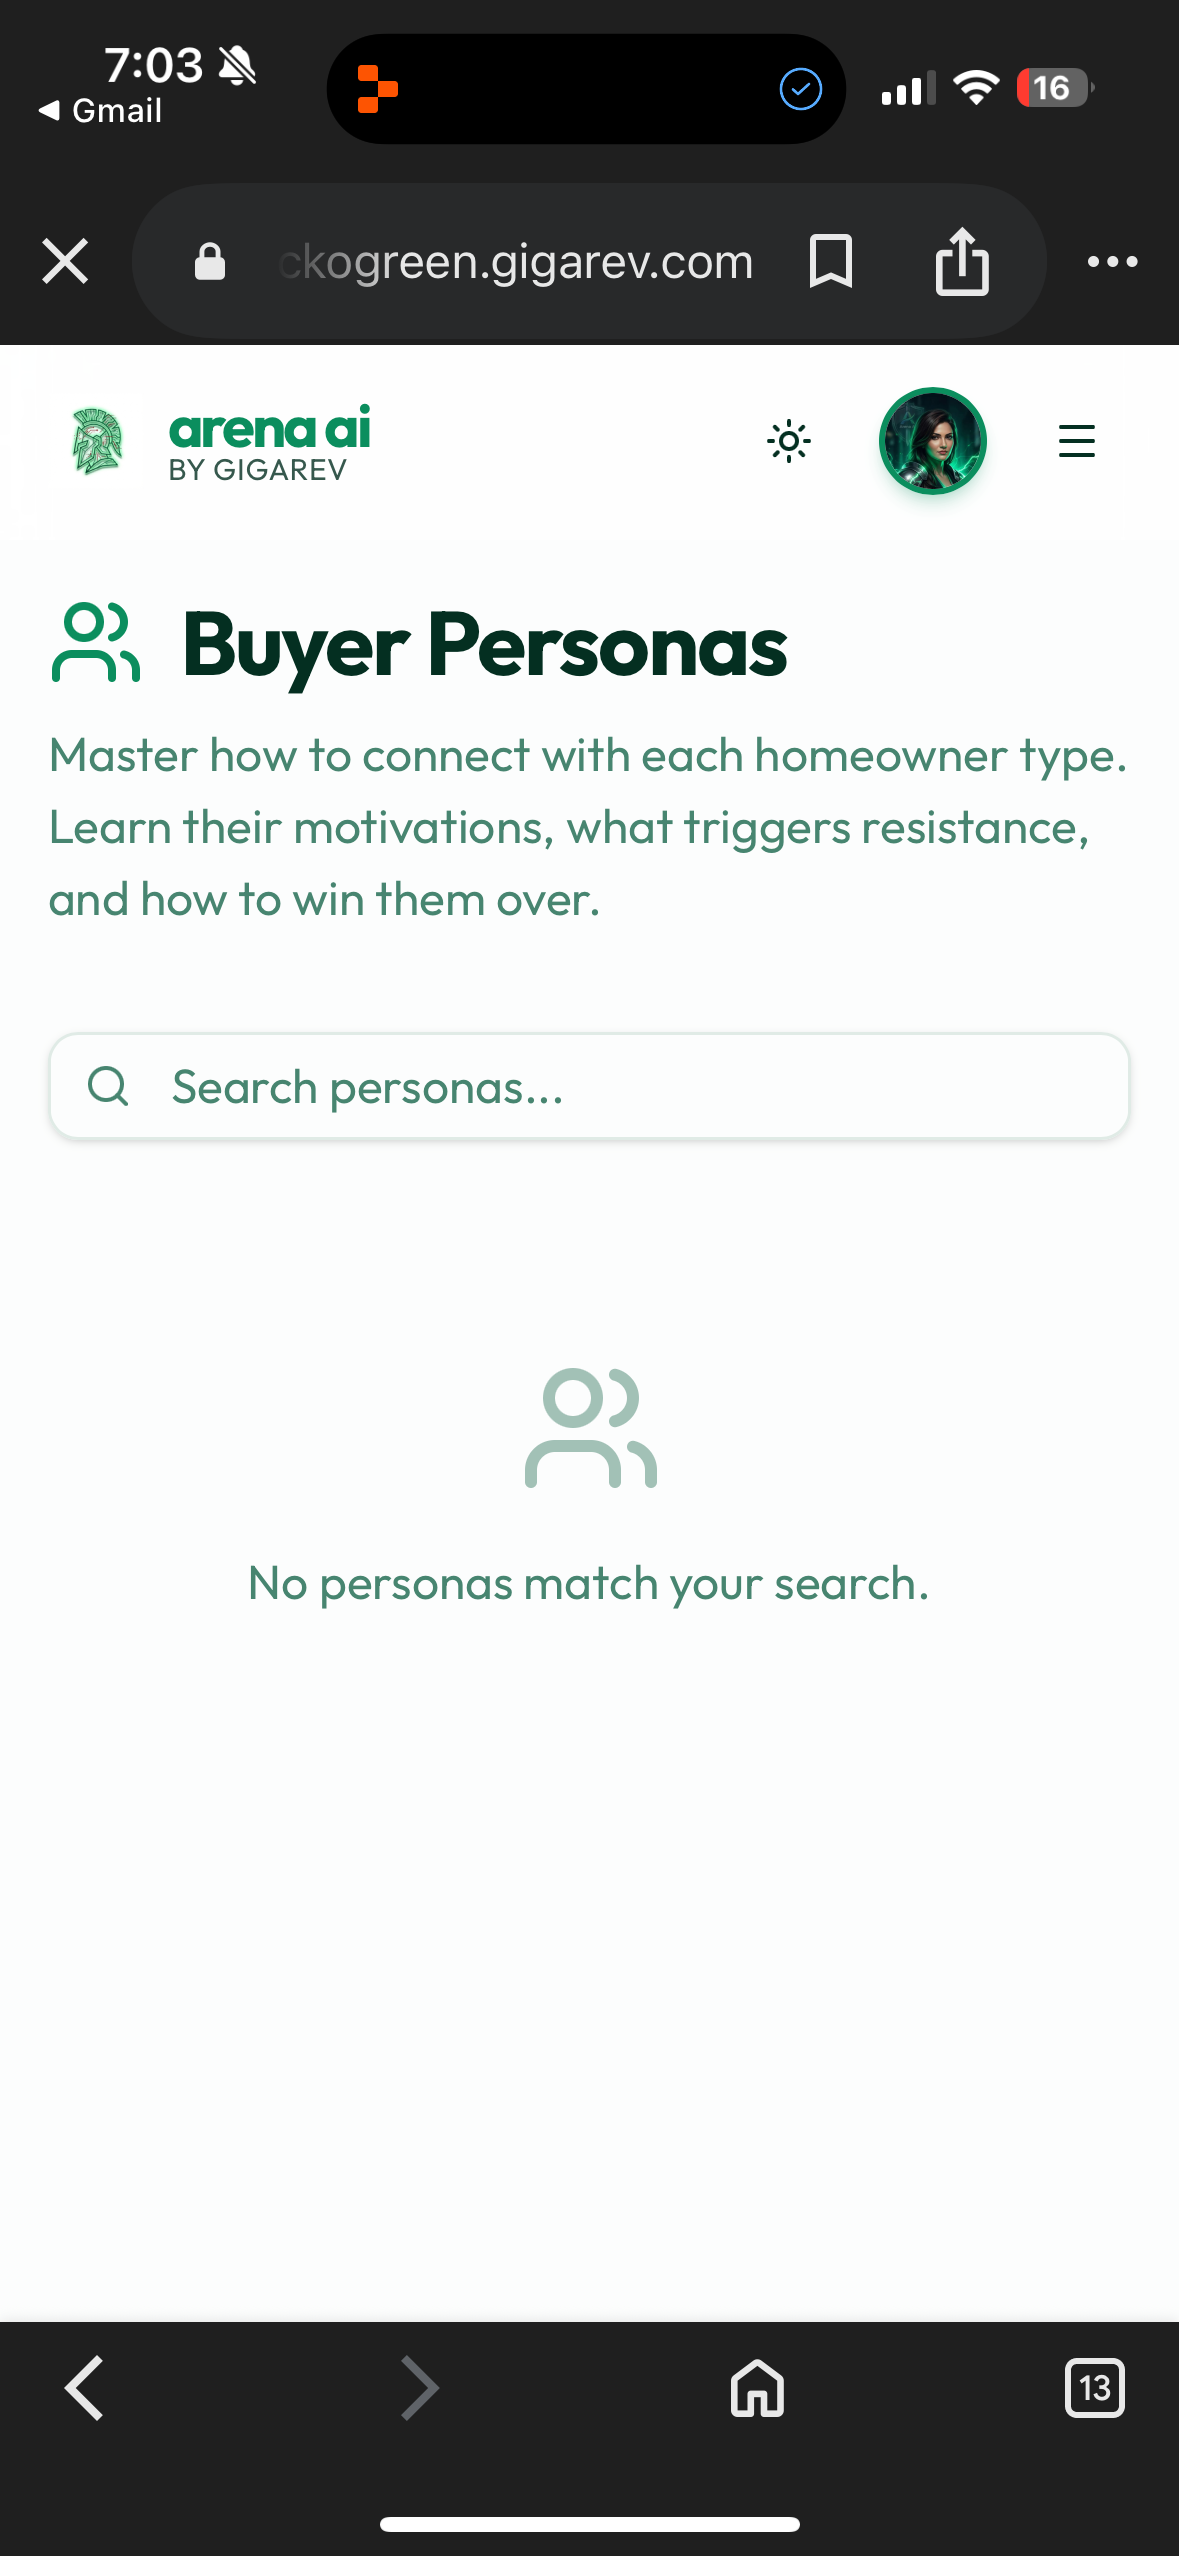 7:03
16
Gmail
ckogreen.gigarev.com
arena ai
BY GIGAREV
Buyer Personas
Master how to connect with each homeowner type.
Learn their motivations, what triggers resistance,
and how to win them over.
Search personas...
No personas match your search.
13